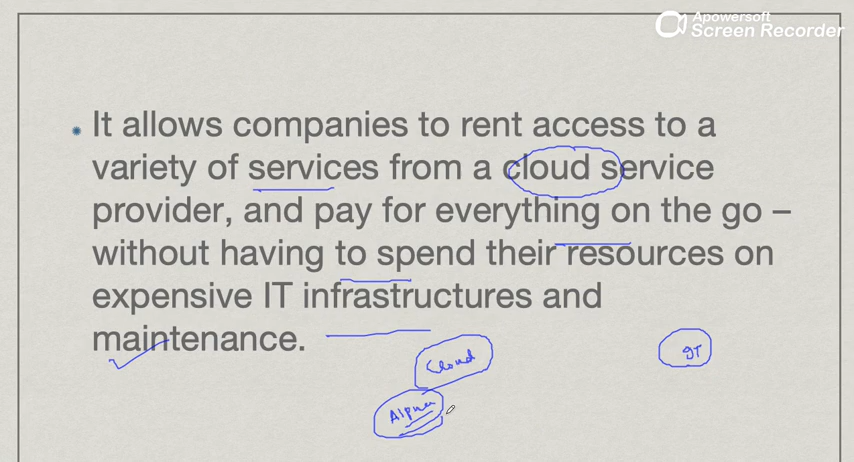 Apowersoft
Screen Recorder
It allows companies to rent access to a
variety of services from a cloud service
provider, and pay for everything on the go –
without having to spend their resources on
expensive IT infrastructures and
maintenance.
Cloud
IT
Alpha